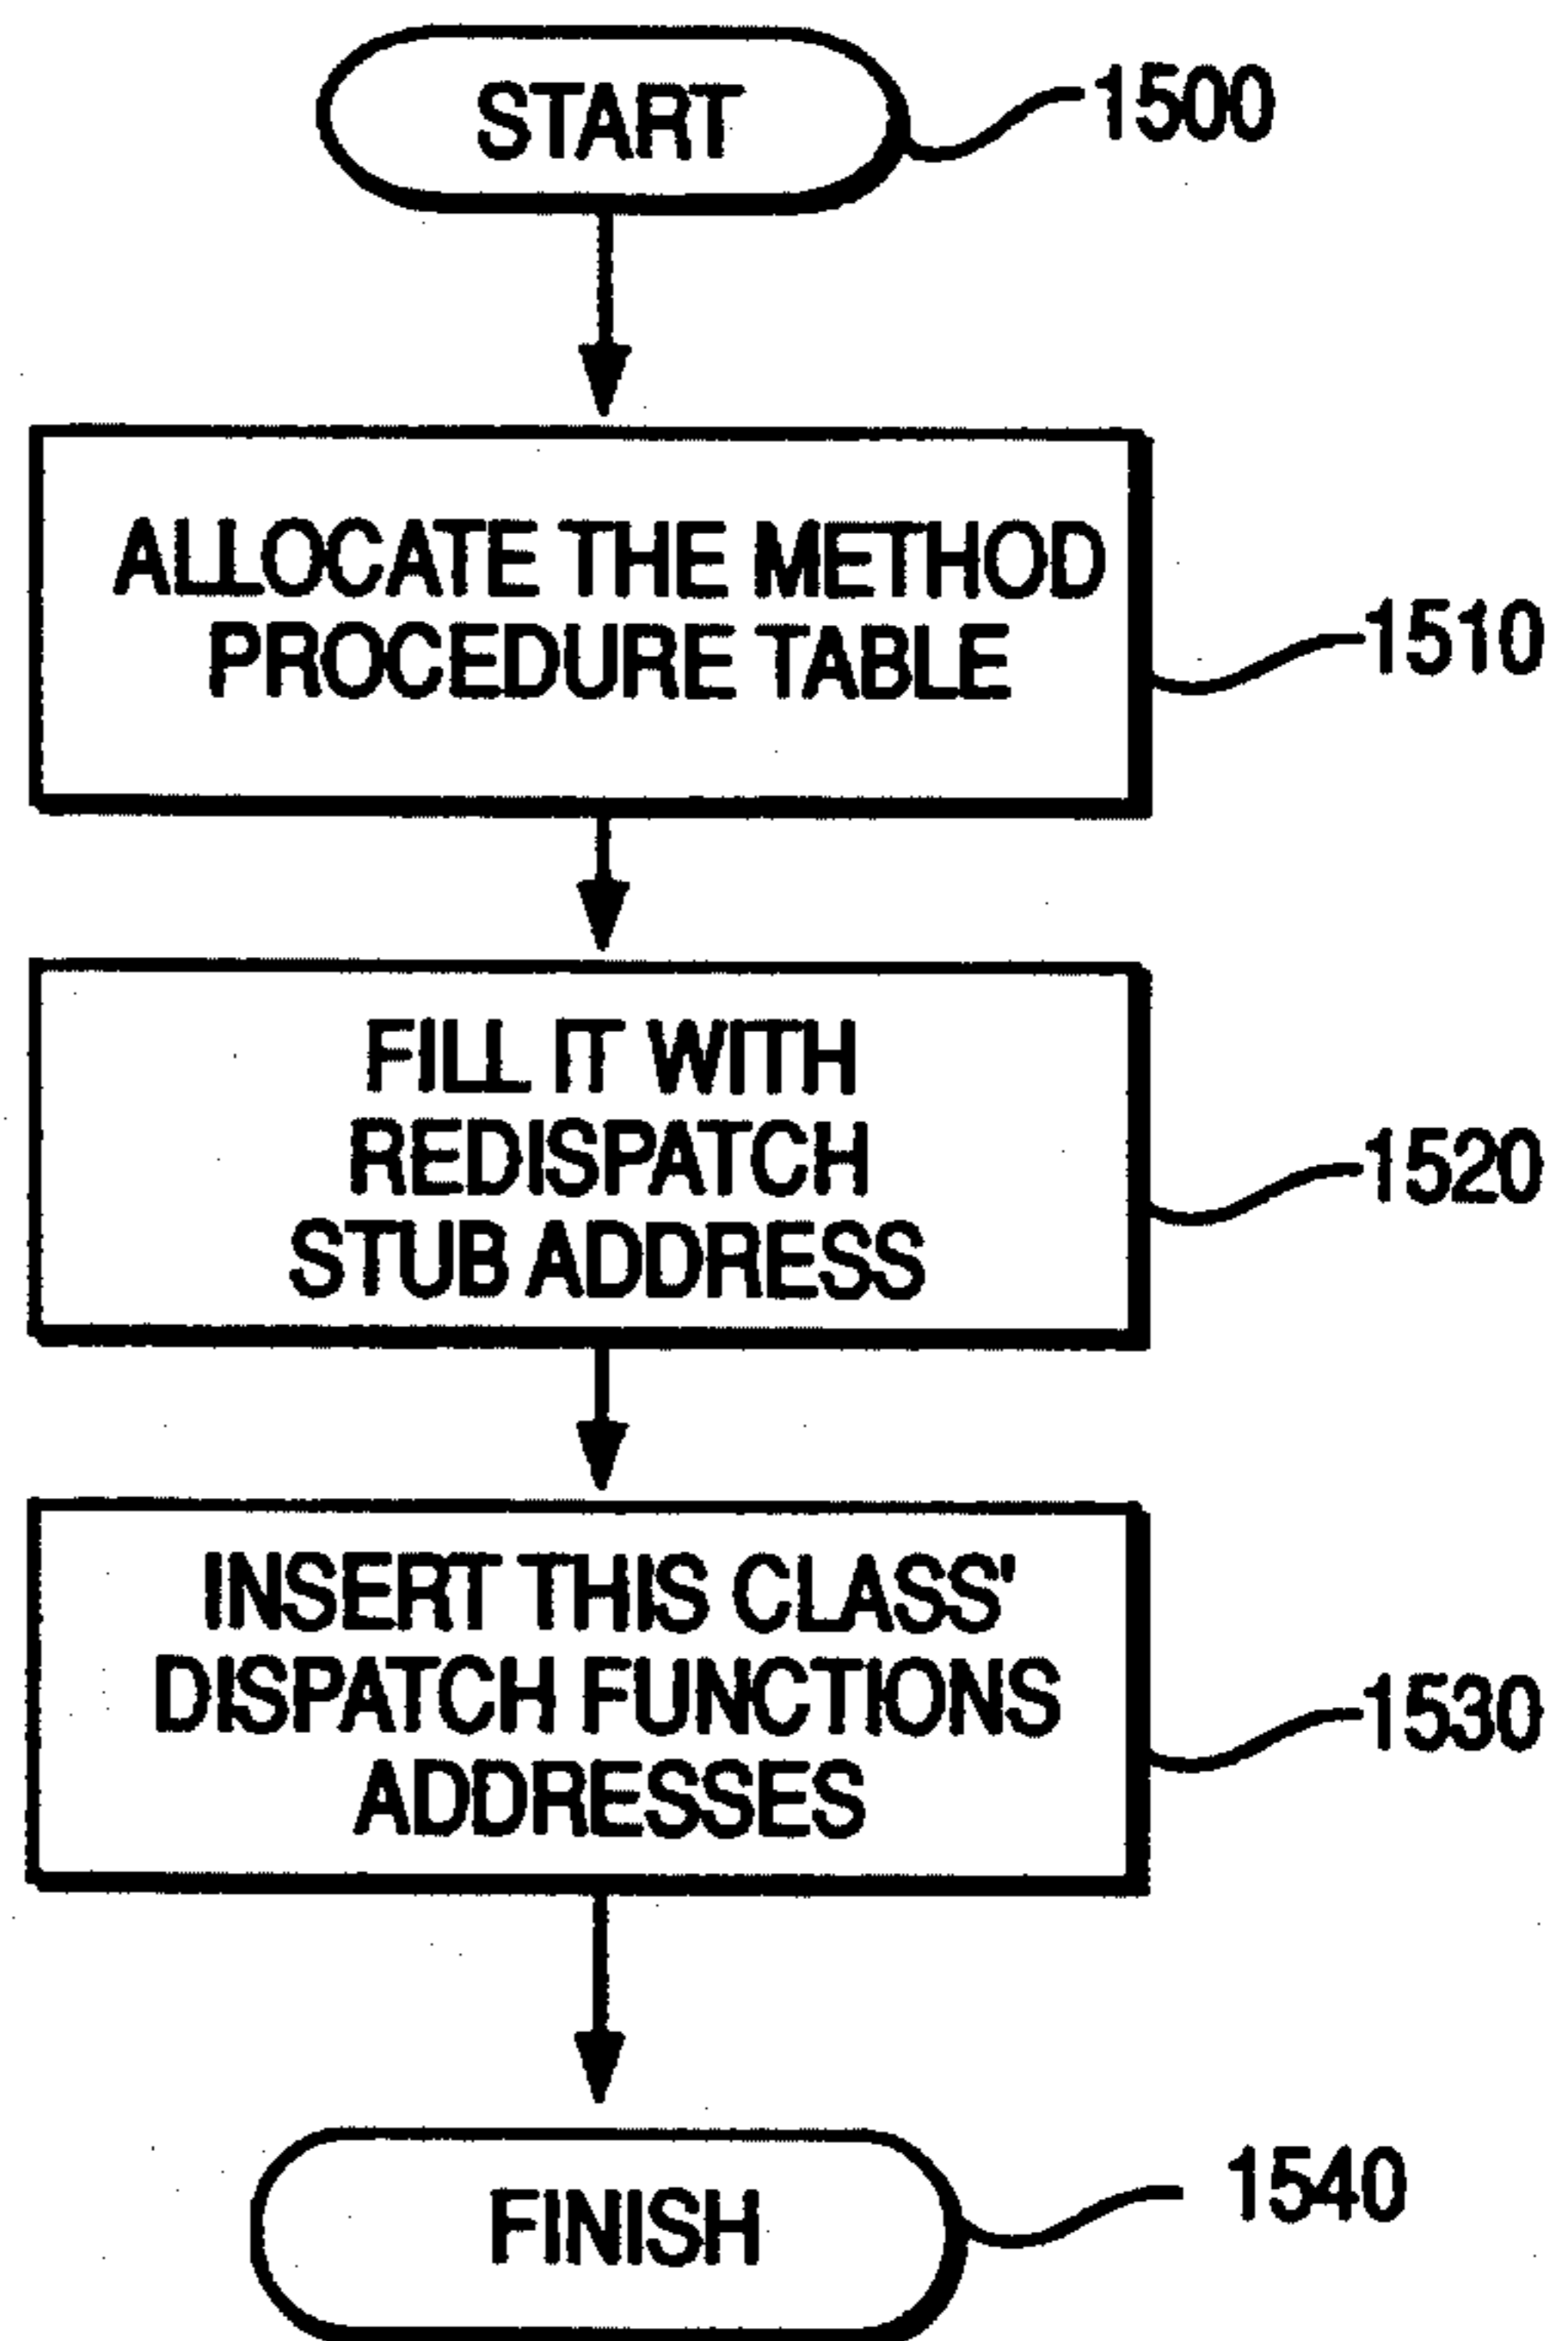 START
1500
ALLOCATE THE METHOD
PROCEDURE TABLE
1510
FILL IT WITH
REDISPATCH
STUB ADDRESS
1520
INSERT THIS CLASS'
DISPATCH FUNCTIONS
ADDRESSES
1530
FINISH
1540